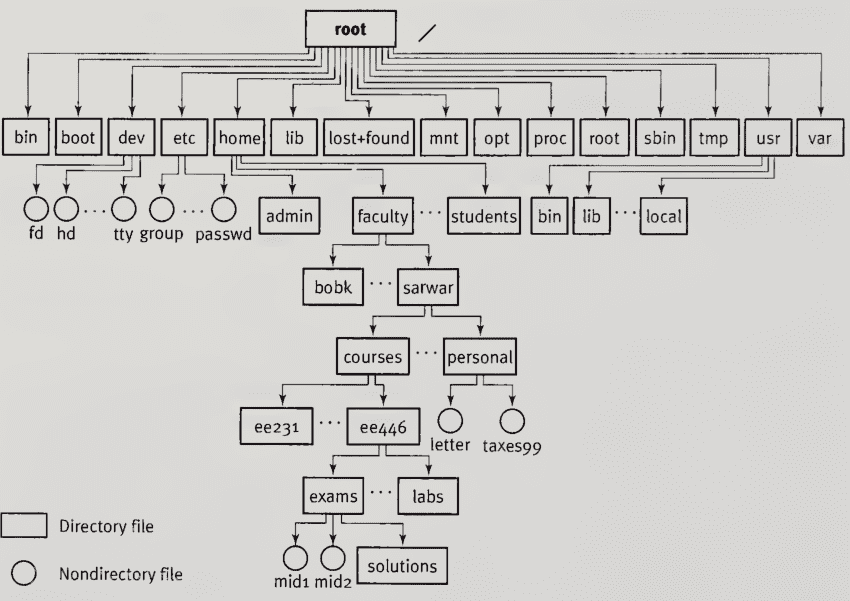 root /
bin boot dev etc home lib lost+found mnt opt proc root sbin tmp usr var
admin faculty ... students bin lib ... local
fd hd ... tty group ... passwd
bobk ... sarwar
courses ... personal
ee231 ... ee446
letter taxes99
exams ... labs
Directory file
solutions
Nondirectory file
mid1 mid2